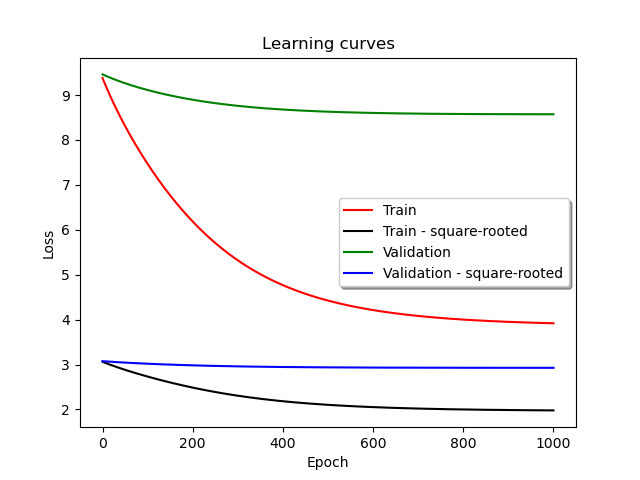 Learning curves
9
8
7
6
5
4
3
2
Loss
Train
Train - square-rooted
Validation
Validation - square-rooted
0 200 400 600 800 1000
Epoch